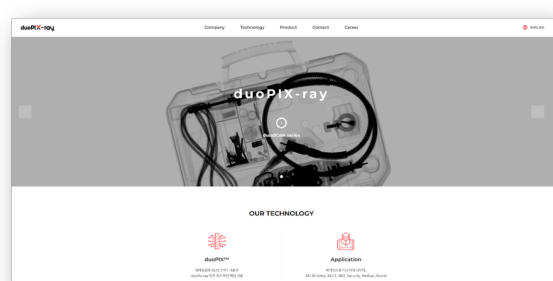 duoPIX-ray
Company Technology Product Contact Career
ENGLISH
duoPIX-ray
DuoSCAN Series
OUR TECHNOLOGY
duoPIX™
Application